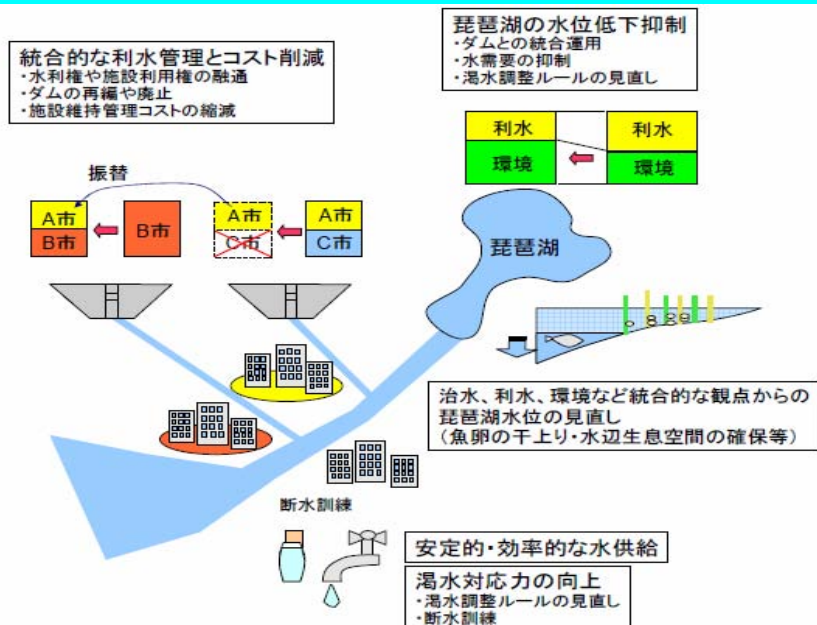 統合的な利水管理とコスト削減
・水利権や施設利用権の融通
・ダムの再編や廃止
・施設維持管理コストの縮減
琵琶湖の水位低下抑制
・ダムとの統合運用
・水需要の抑制
・渇水調整ルールの見直し
利水
利水
環境
環境
振替
A市
B市
B市
A市
C市
A市
C市
琵琶湖
治水、利水、環境など統合的な観点からの
琵琶湖水位の見直し
(魚卵の干上り・水辺生息空間の確保等)
断水訓練
安定的・効率的な水供給
渇水対応力の向上
・渇水調整ルールの見直し
・断水訓練